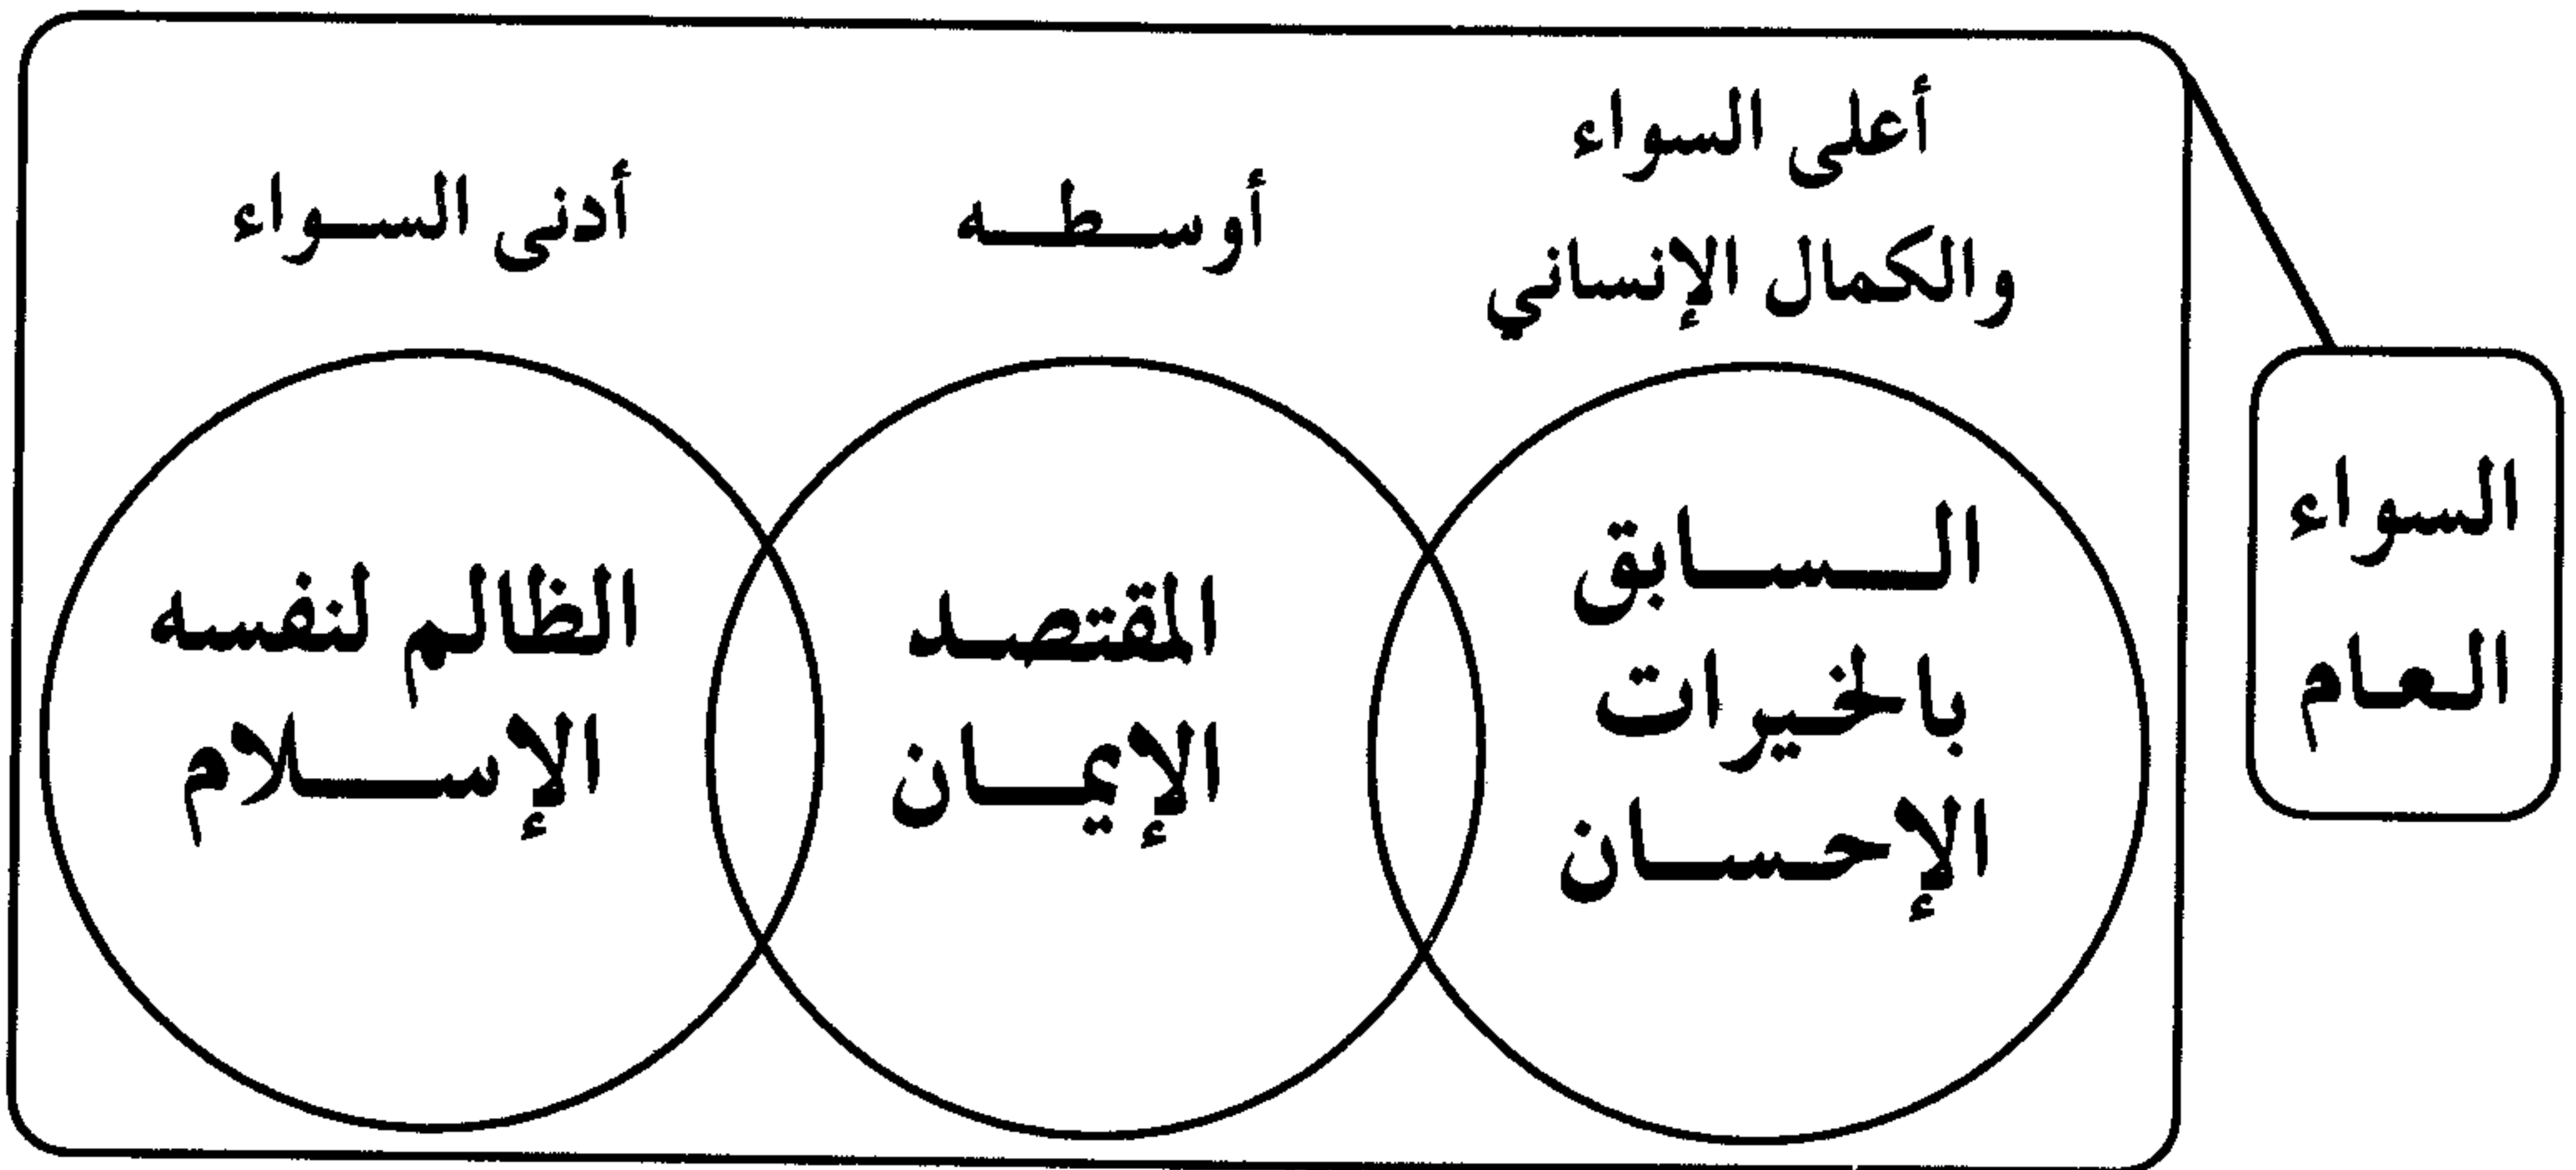 السواء
العام
أعلى السواء
والكمال الإنساني
السابق
بالخيرات
الإحسان
أوسطه
المقتصد
الإيمان
أدنى السواء
الظالم لنفسه
الإسلام